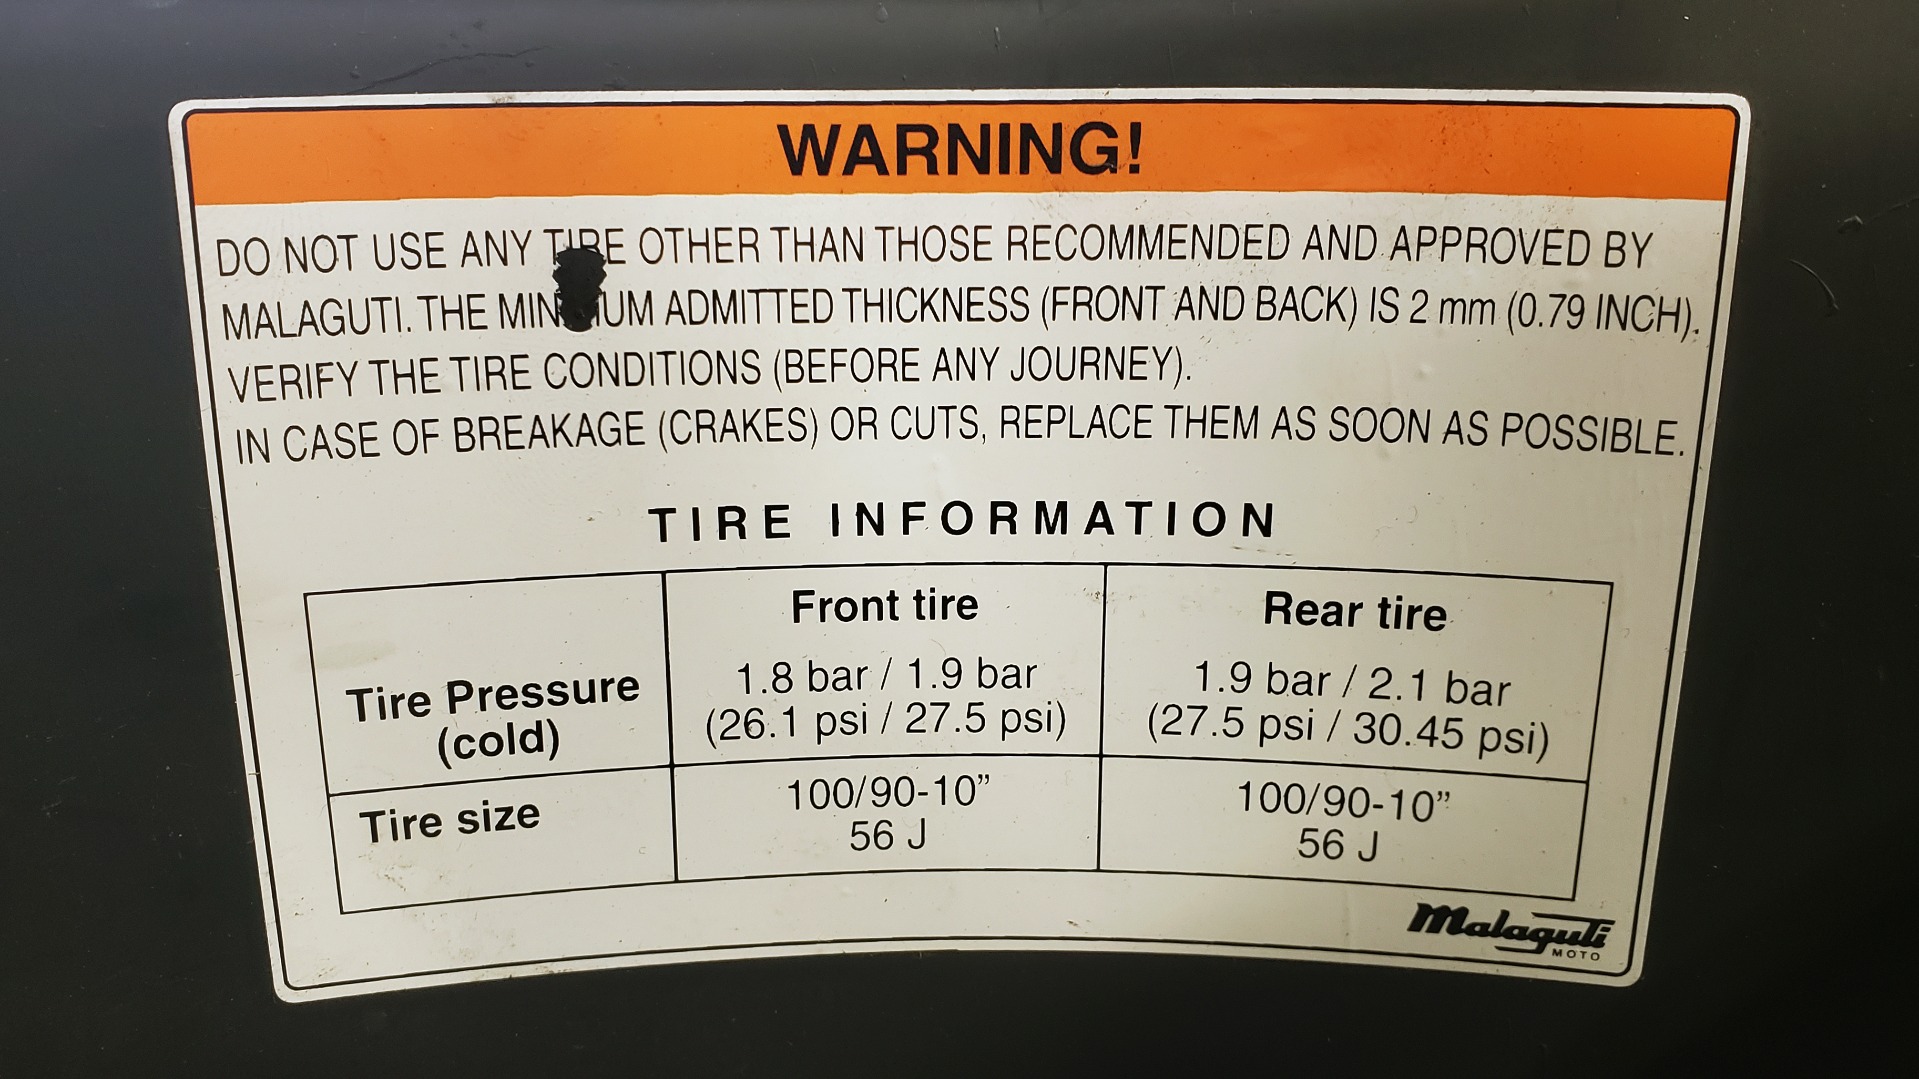 WARNING!
DO NOT USE ANY TIRE OTHER THAN THOSE RECOMMENDED AND APPROVED BY
MALAGUTI. THE MINIMUM ADMITTED THICKNESS (FRONT AND BACK) IS 2 mm (0.79 INCH).
VERIFY THE TIRE CONDITIONS (BEFORE ANY JOURNEY).
IN CASE OF BREAKAGE (CRAKES) OR CUTS, REPLACE THEM AS SOON AS POSSIBLE.
TIRE INFORMATION
Front tire Rear tire
Tire Pressure 1.8 bar / 1.9 bar 1.9 bar / 2.1 bar
(cold) (26.1 psi / 27.5 psi) (27.5 psi / 30.45 psi)
Tire size 100/90-10” 100/90-10”
56 J 56 J
Malaguti
MOTO